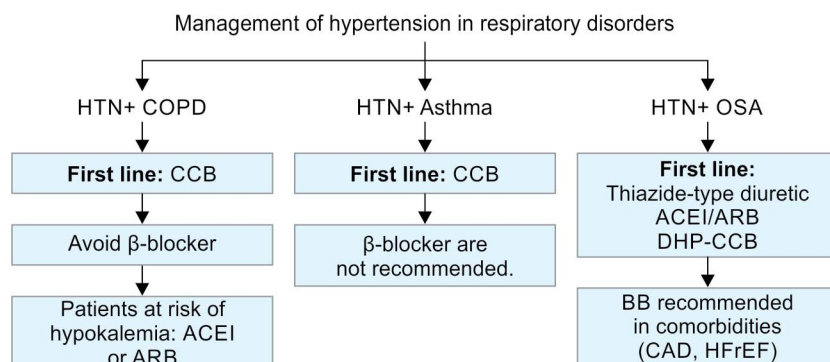 Management of hypertension in respiratory disorders
HTN+ COPD
First line: CCB
Avoid β-blocker
Patients at risk of
hypokalemia: ACEI
or ARB
HTN+ Asthma
First line: CCB
β-blocker are
not recommended.
HTN+ OSA
First line:
Thiazide-type diuretic
ACEI/ARB
DHP-CCB
BB recommended
in comorbidities
(CAD, HFrEF)